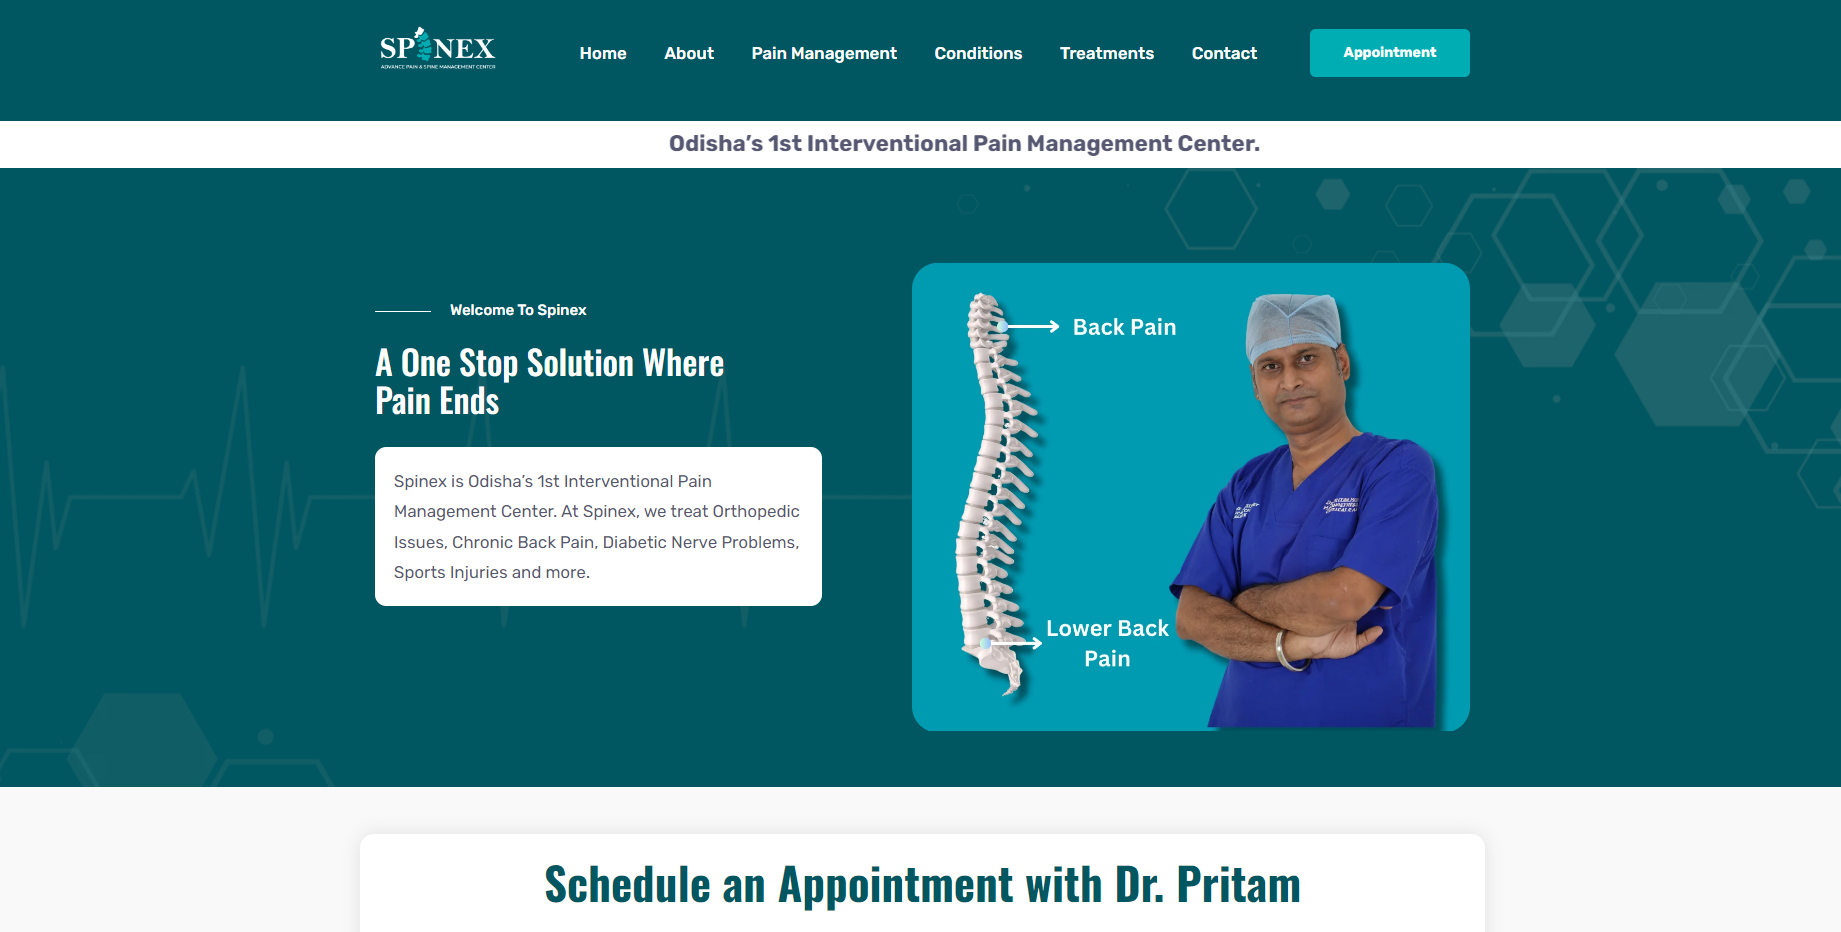 SPINEX
ADVANCE PAIN & SPINE MANAGEMENT CENTER
Home
About
Pain Management
Conditions
Treatments
Contact
Appointment
Odisha’s 1st Interventional Pain Management Center.
Welcome To Spinex
A One Stop Solution Where
Pain Ends
Spinex is Odisha’s 1st Interventional Pain
Management Center. At Spinex, we treat Orthopedic
Issues, Chronic Back Pain, Diabetic Nerve Problems,
Sports Injuries and more.
Back Pain
Lower Back
Pain
Schedule an Appointment with Dr. Pritam